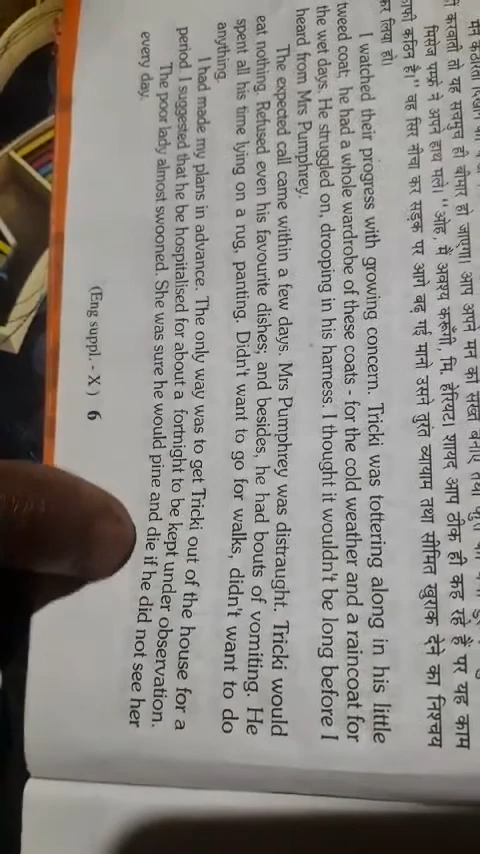 ही कावाली तो यह सचमुच ही बीमार हो जाएगा। आप अपने मन को सख्त बनाएं तथा
मिसेज पम्फ्रे ने अपने हाथ मले। "ओह, मैं अवश्य करूँगी, मि. हेरियट। शायद आप ठीक ही कह रहे हैं पर यह काम
काफी कठिन है।" वह सिर नीचा कर सड़क पर आगे बढ़ गई मानो उसने तुरंत व्यायाम तथा सीमित खुराक देने का निश्चय
कर लिया हो।
I watched their progress with growing concern. Tricki was tottering along in his little
tweed coat; he had a whole wardrobe of these coats - for the cold weather and a raincoat for
the wet days. He struggled on, drooping in his harness. I thought it wouldn't be long before I
heard from Mrs Pumphrey.
The expected call came within a few days. Mrs Pumphrey was distraught. Tricki would
eat nothing. Refused even his favourite dishes; and besides, he had bouts of vomiting. He
spent all his time lying on a rug, panting. Didn't want to go for walks, didn't want to do
anything.
I had made my plans in advance. The only way was to get Tricki out of the house for a
period. I suggested that he be hospitalised for about a fortnight to be kept under observation.
The poor lady almost swooned. She was sure he would pine and die if he did not see her
every day.
(Eng suppl. - X ) 6